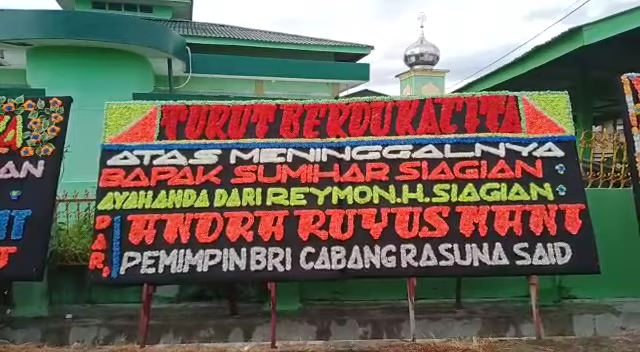 TURUT BERDUKACITA
ATAS MENINGGALNYA
BAPAK SUMIHAR SIAGIAN
AYAHANDA DARI REYMON.H.SIAGIAN
DARI
ANDRA RUYUS MANT
PEMIMPIN BRI CABANG RASUNA SAID